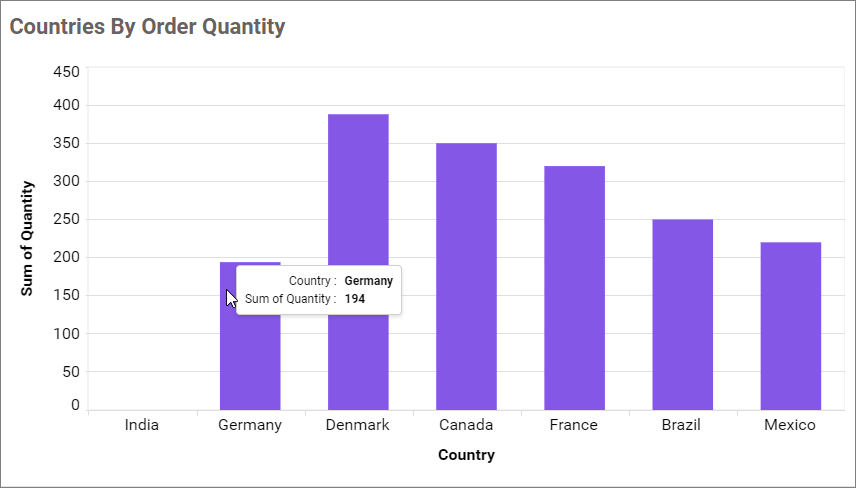 Countries By Order Quantity
450
400
350
300
250
200
150
100
50
0
Sum of Quantity
Country : Germany
Sum of Quantity : 194
India Germany Denmark Canada France Brazil Mexico
Country